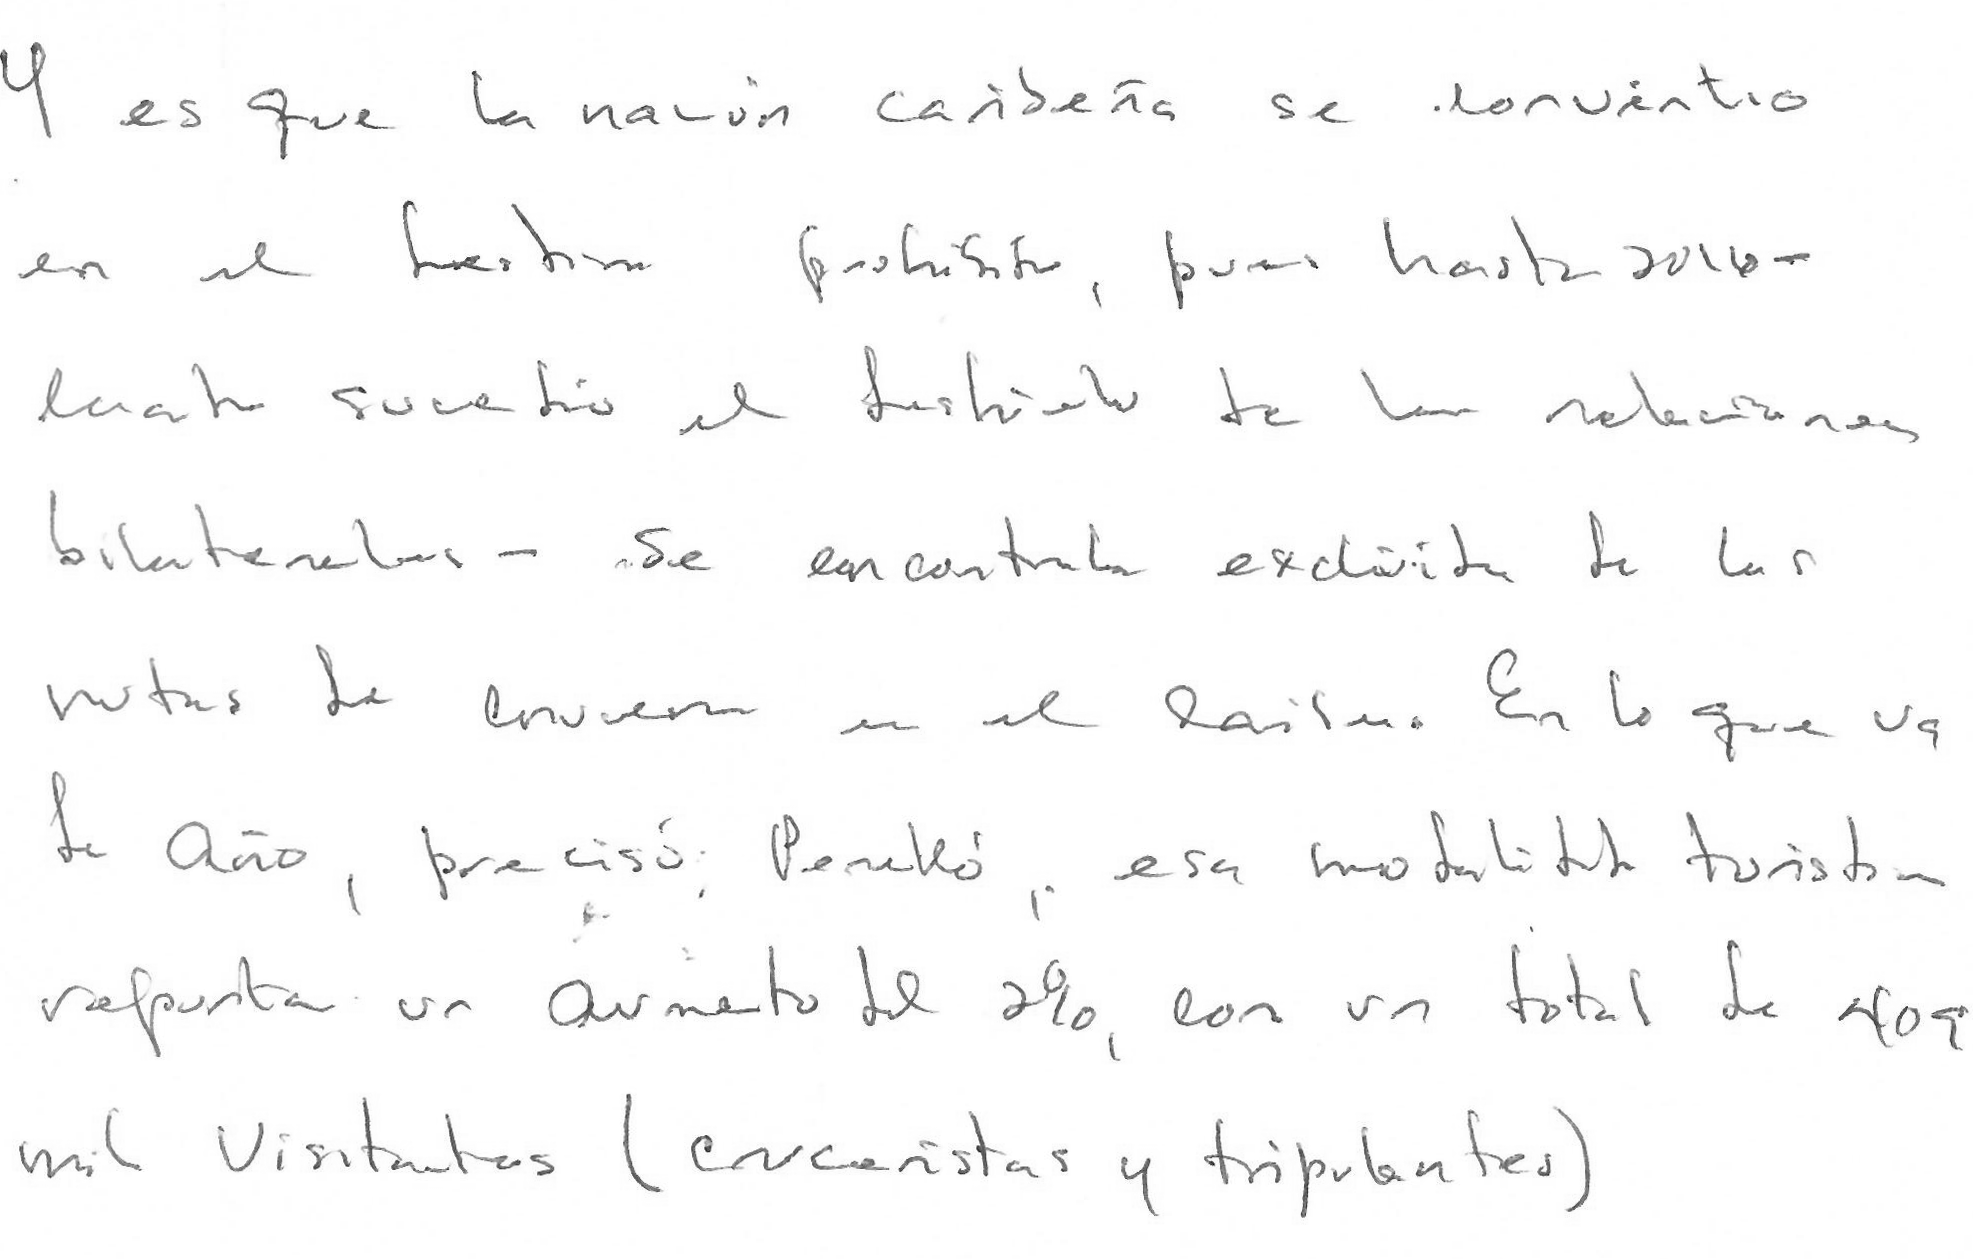 Y es que la nación caribeña se convirtio
en el destino prohibido, pues hasta 2016-
cuando sucedio el deshielo de las relaciones
bilaterales - se encontraba excluida de las
rutas de crucero en el Caribe. En lo que va
de año, precisó, Perelló, esa modalidad turistica
reporta un aumento del 2%, con un total de 409
mil visitantes (cruceristas y tripulantes)